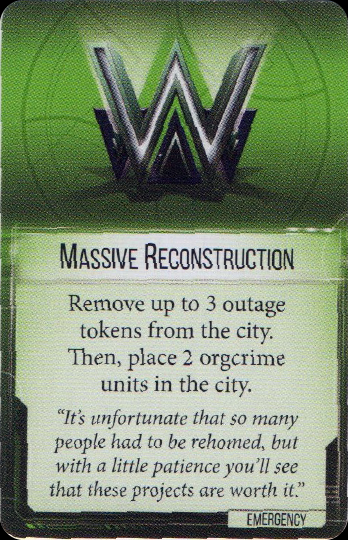 MASSIVE RECONSTRUCTION
Remove up to 3 outage
tokens from the city.
Then, place 2 orgcrime
units in the city.
“It’s unfortunate that so many
people had to be rehomed, but
with a little patience you’ll see
that these projects are worth it.”
EMERGENCY